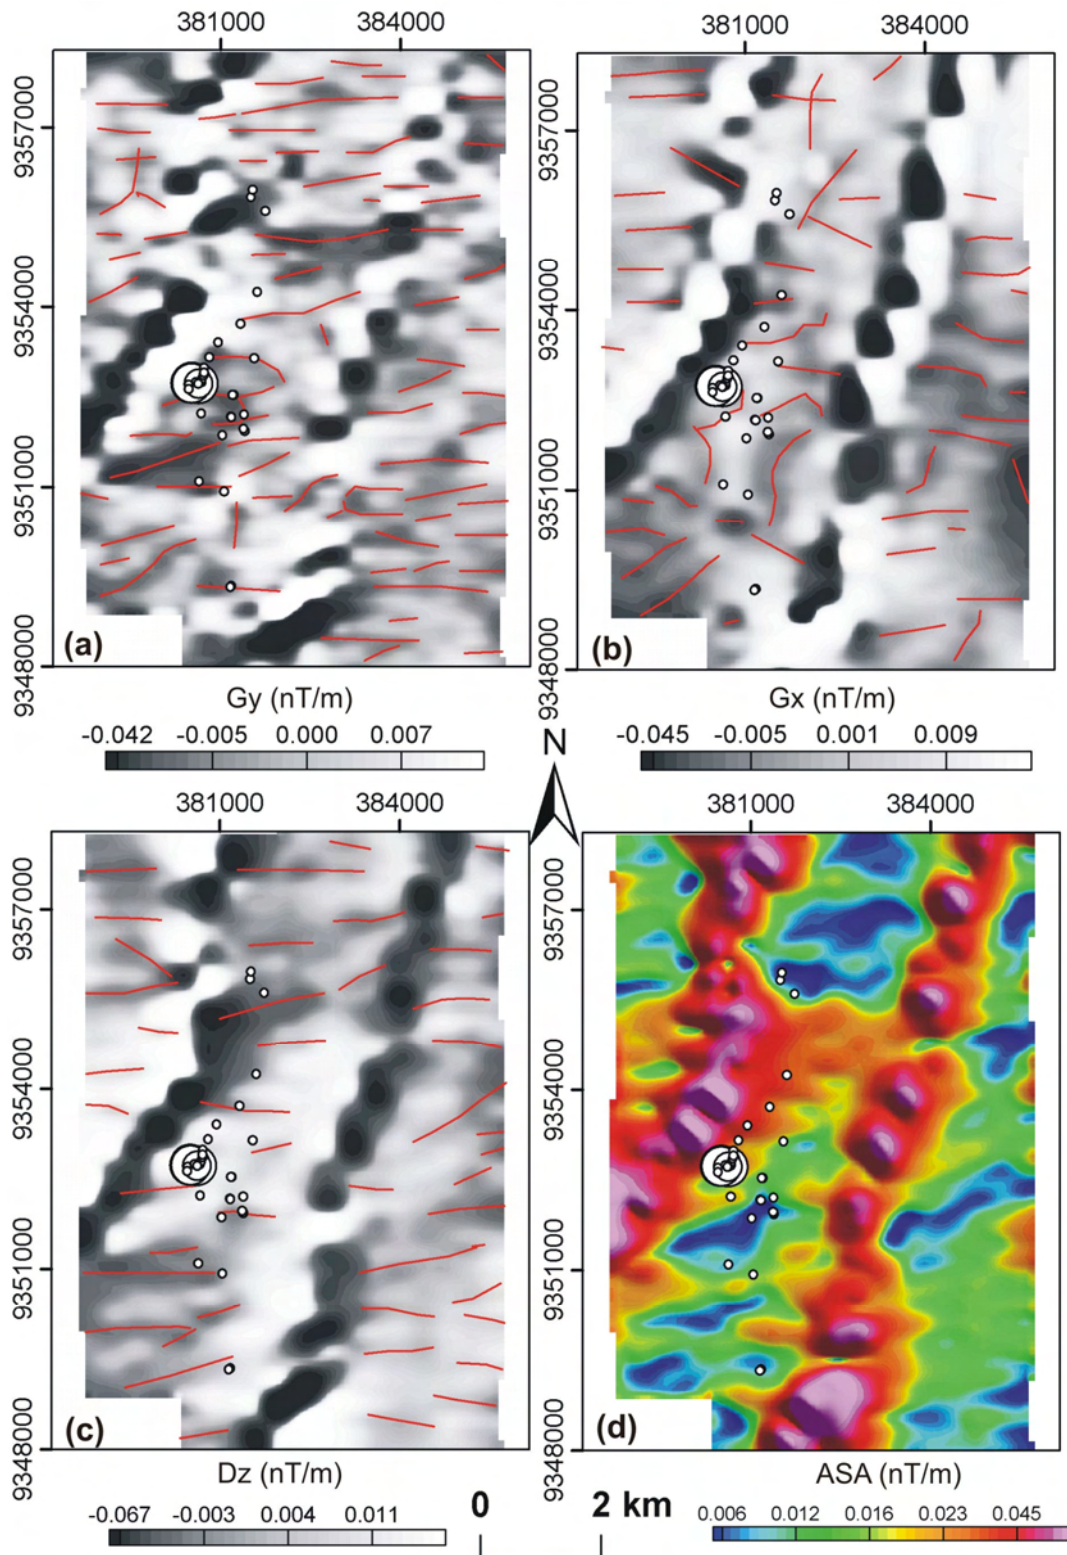 381000 384000
381000 384000
9357000
9354000
9351000
9348000
(a)
9357000
9354000
9351000
9348000
(b)
Gy (nT/m)
-0.042 -0.005 0.000 0.007
Gx (nT/m)
-0.045 -0.005 0.001 0.009
N
381000 384000
381000 384000
9357000
9354000
9351000
9348000
(c)
9357000
9354000
9351000
9348000
(d)
Dz (nT/m)
-0.067 -0.003 0.004 0.011
0 2 km
ASA (nT/m)
0.006 0.012 0.016 0.023 0.045